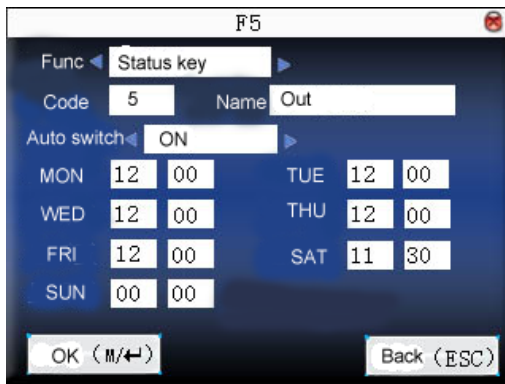 F5
Func Status key
Code 5 Name Out
Auto switch ON
MON 12 00 TUE 12 00
WED 12 00 THU 12 00
FRI 12 00 SAT 11 30
SUN 00 00
OK (M/↵) Back (ESC)